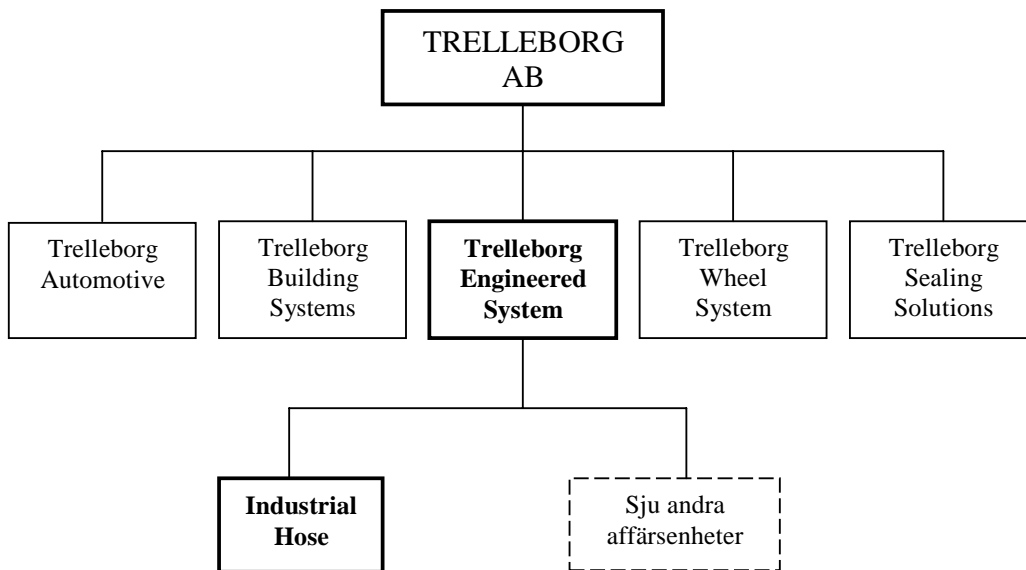 TRELLEBORG
AB
Trelleborg
Automotive
Trelleborg
Building
Systems
Trelleborg
Engineered
System
Trelleborg
Wheel
System
Trelleborg
Sealing
Solutions
Industrial
Hose
Sju andra
affärsenheter